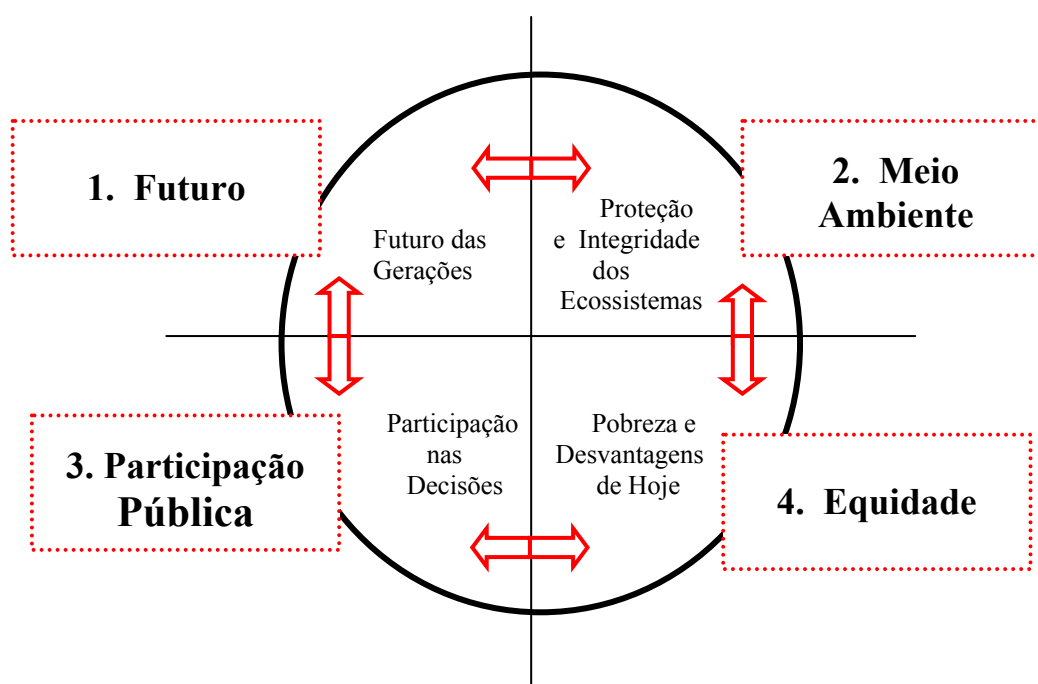 1. Futuro
2. Meio
Ambiente
Futuro das
Gerações
Proteção
e Integridade
dos
Ecossistemas
Participação
nas
Decisões
Pobreza e
Desvantagens
de Hoje
3. Participação
Pública
4. Equidade